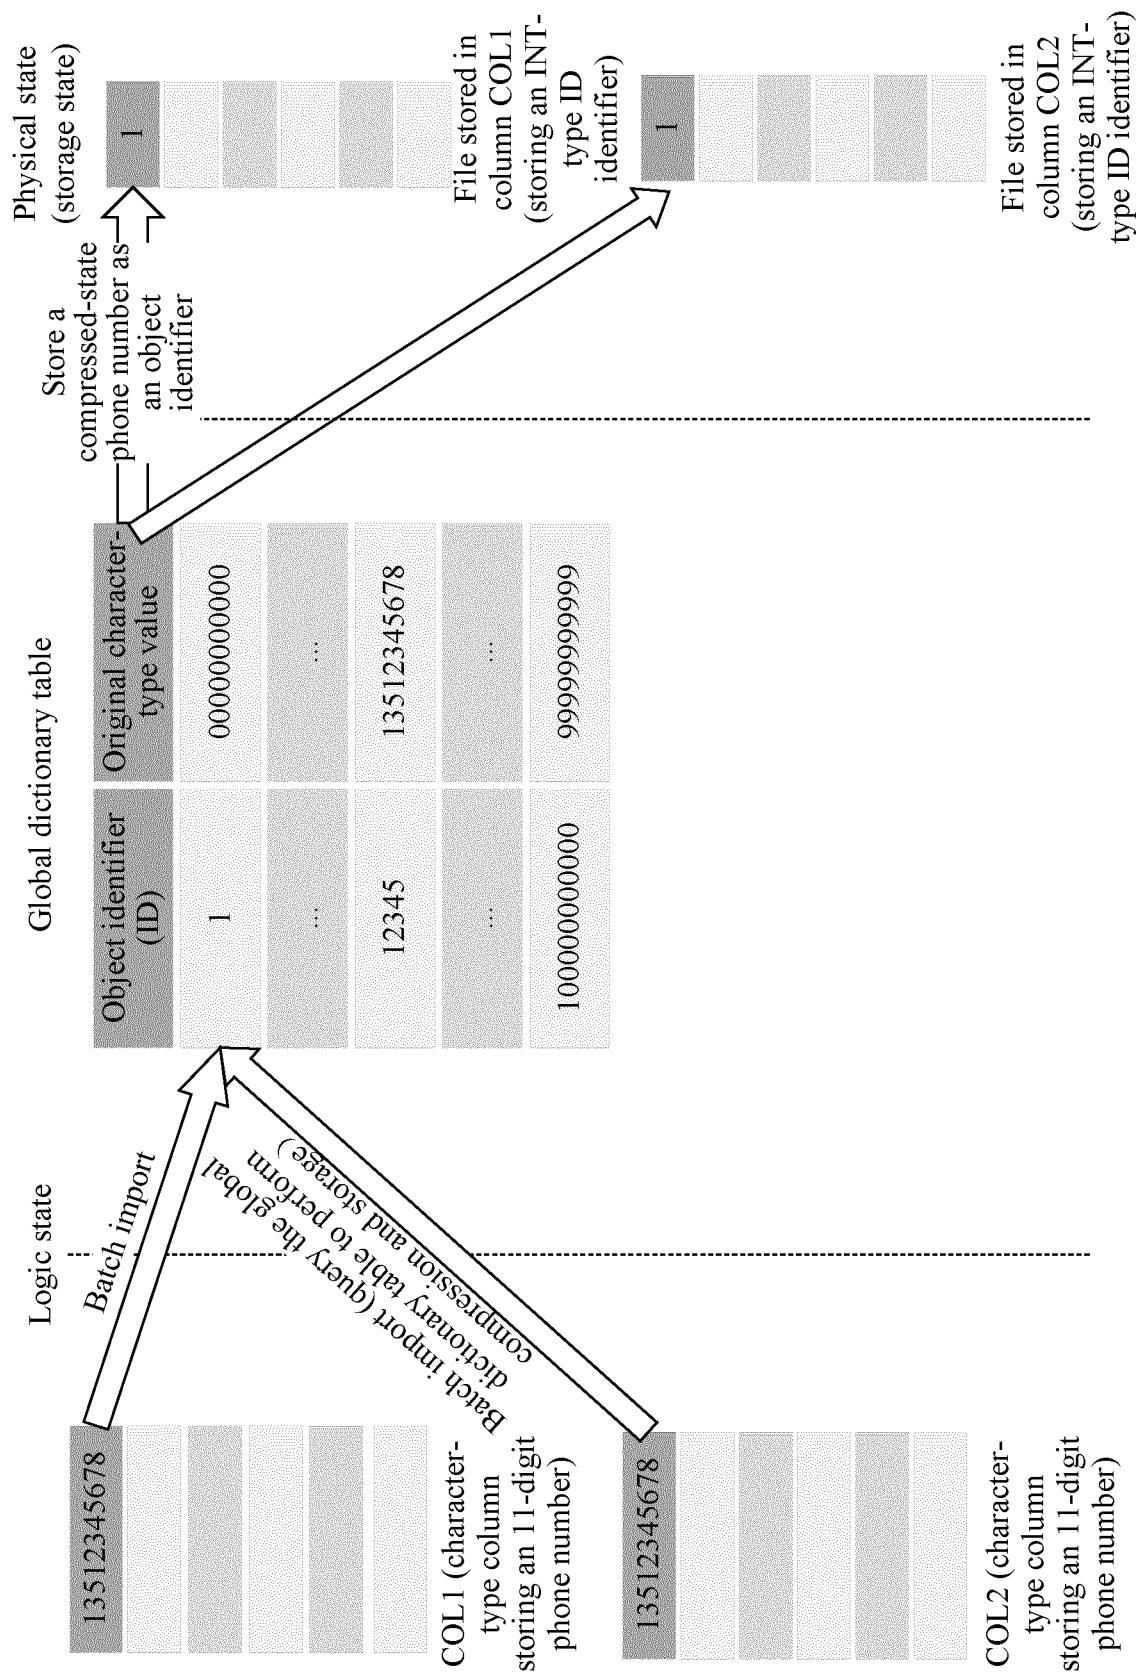 Logic state
Global dictionary table
Physical state
(storage state)
13512345678
Batch import
Object identifier
(ID)
Original character-
type value
Store a
compressed-state
phone number as
an object
identifier
1
1
00000000000
...
...
12345
13512345678
...
...
10000000000
99999999999
COL1 (character-
type column
storing an 11-digit
phone number)
Batch import (query the global
dictionary table to perform
compression and storage)
File stored in
column COL1
(storing an INT-
type ID
identifier)
13512345678
1
COL2 (character-
type column
storing an 11-digit
phone number)
File stored in
column COL2
(storing an INT-
type ID identifier)